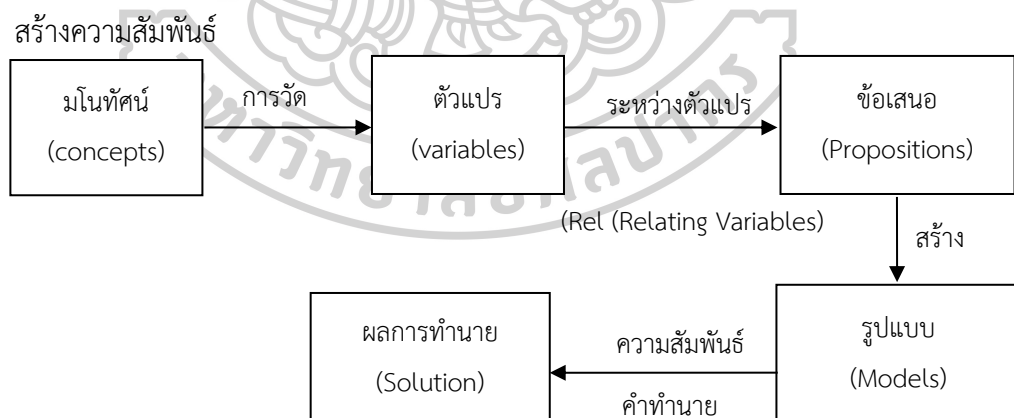 สร้างความสัมพันธ์
มโนทัศน์
(concepts)
การวัด
ตัวแปร
(variables)
ระหว่างตัวแปร
ข้อเสนอ
(Propositions)
(Rel (Relating Variables)
สร้าง
รูปแบบ
(Models)
ความสัมพันธ์
คำทำนาย
ผลการทำนาย
(Solution)